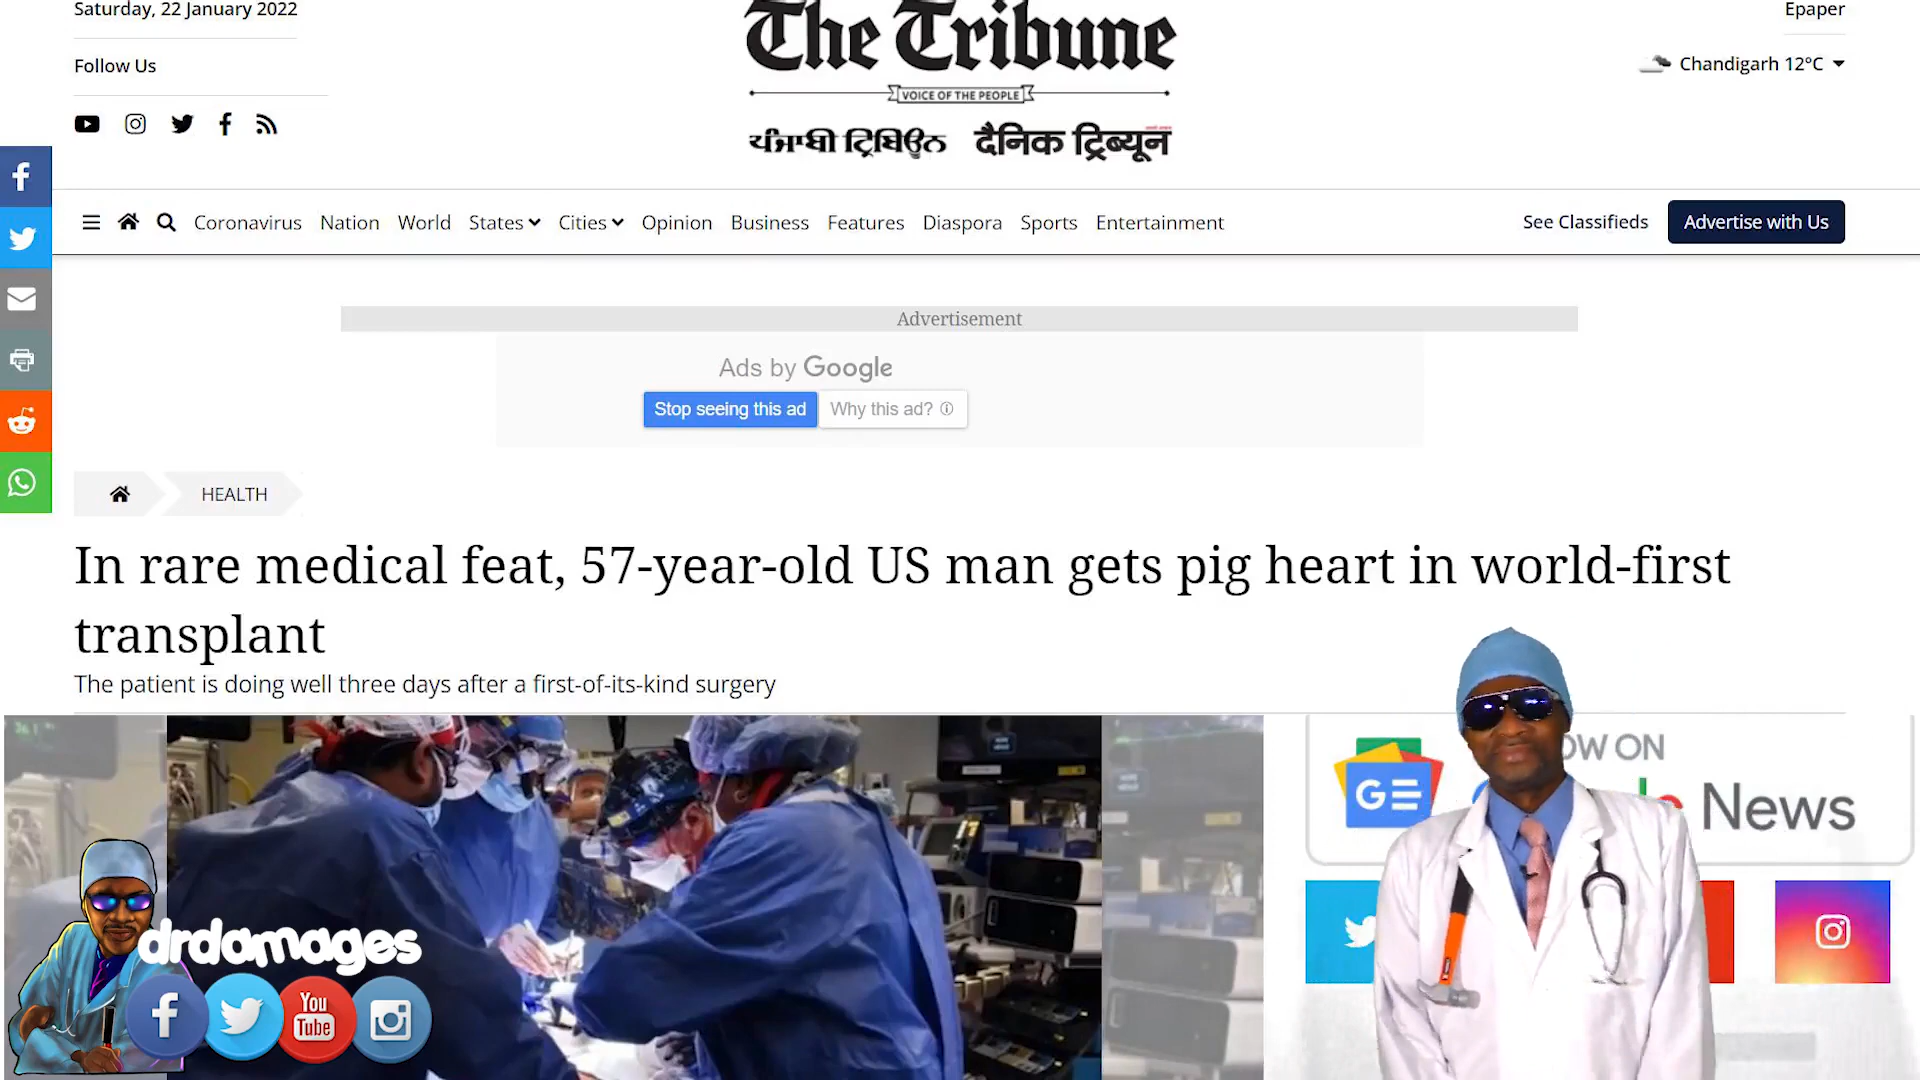 Saturday, 22 January 2022
The Tribune
Epaper
Follow Us
Chandigarh 12°C
VOICE OF THE PEOPLE
ਪੰਜਾਬੀ ਟ੍ਰਿਬਿਊਨ
दैनिक ट्रिब्यून
Coronavirus Nation World States Cities Opinion Business Features Diaspora Sports Entertainment See Classifieds Advertise with Us
Advertisement
Ads by Google
Stop seeing this ad Why this ad?
HEALTH
In rare medical feat, 57-year-old US man gets pig heart in world-first
transplant
The patient is doing well three days after a first-of-its-kind surgery
OW ON
News
GE
drdamages
You
Tube